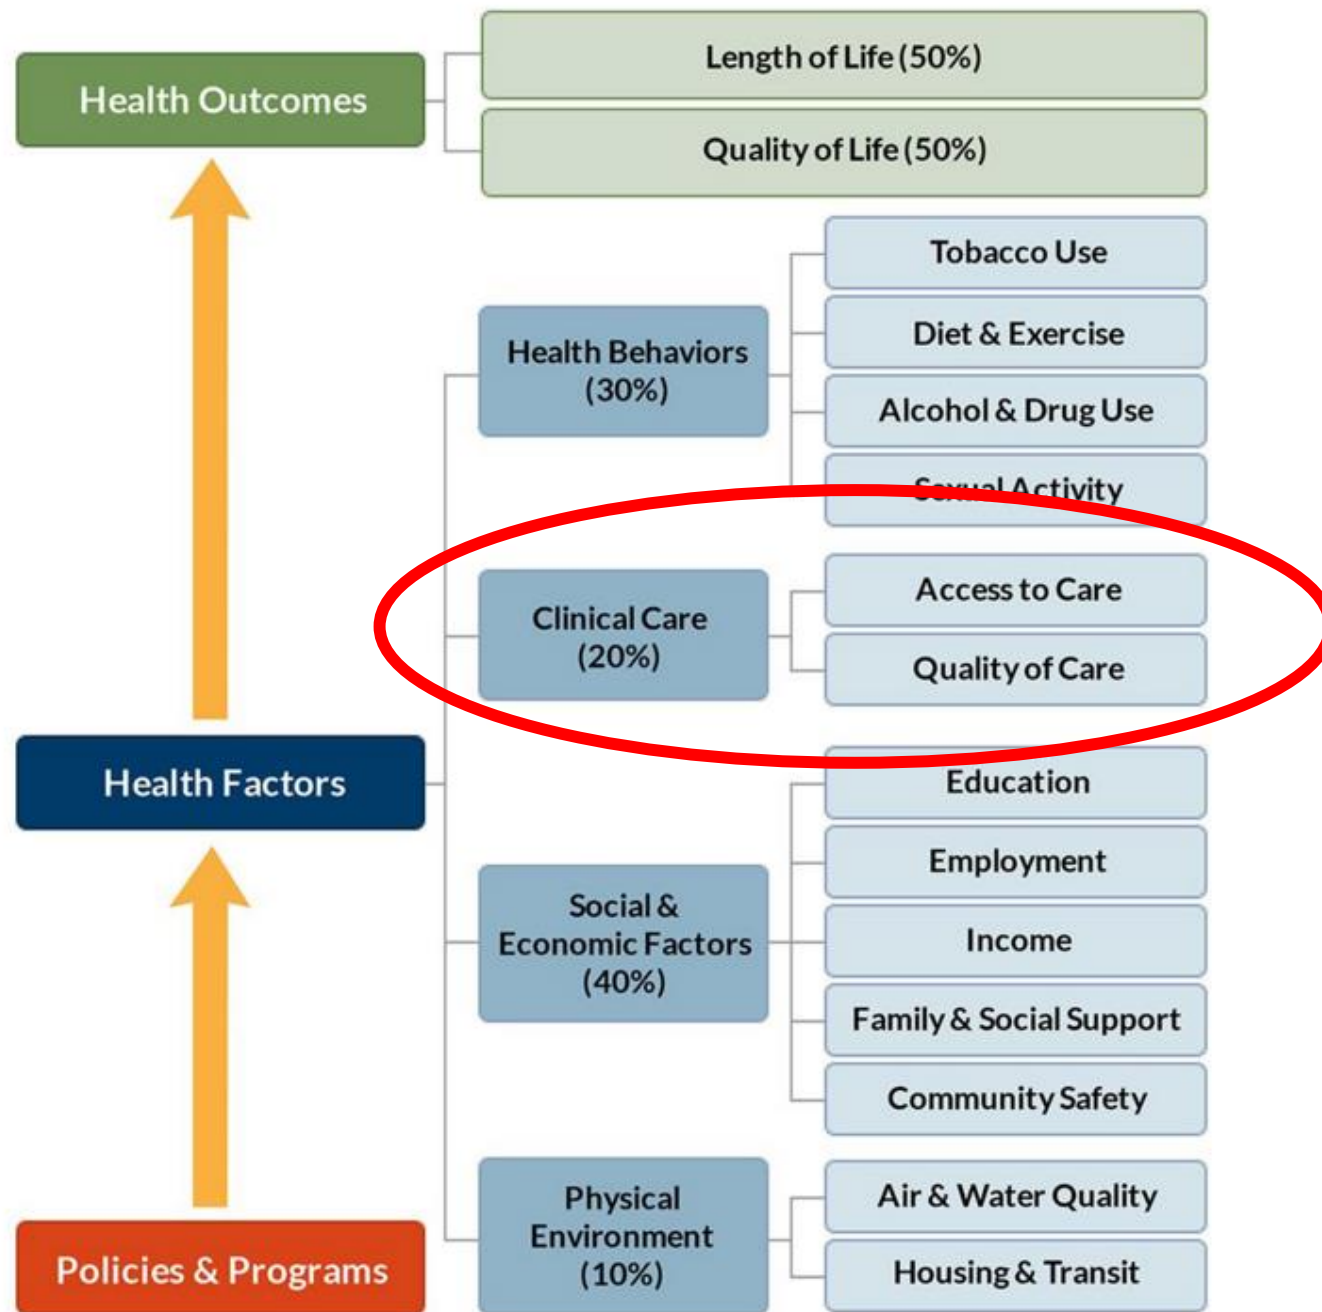 Health Outcomes
Length of Life (50%)
Quality of Life (50%)
Health Behaviors
(30%)
Tobacco Use
Diet & Exercise
Alcohol & Drug Use
Sexual Activity
Clinical Care
(20%)
Access to Care
Quality of Care
Health Factors
Social &
Economic Factors
(40%)
Education
Employment
Income
Family & Social Support
Community Safety
Physical
Environment
(10%)
Air & Water Quality
Housing & Transit
Policies & Programs